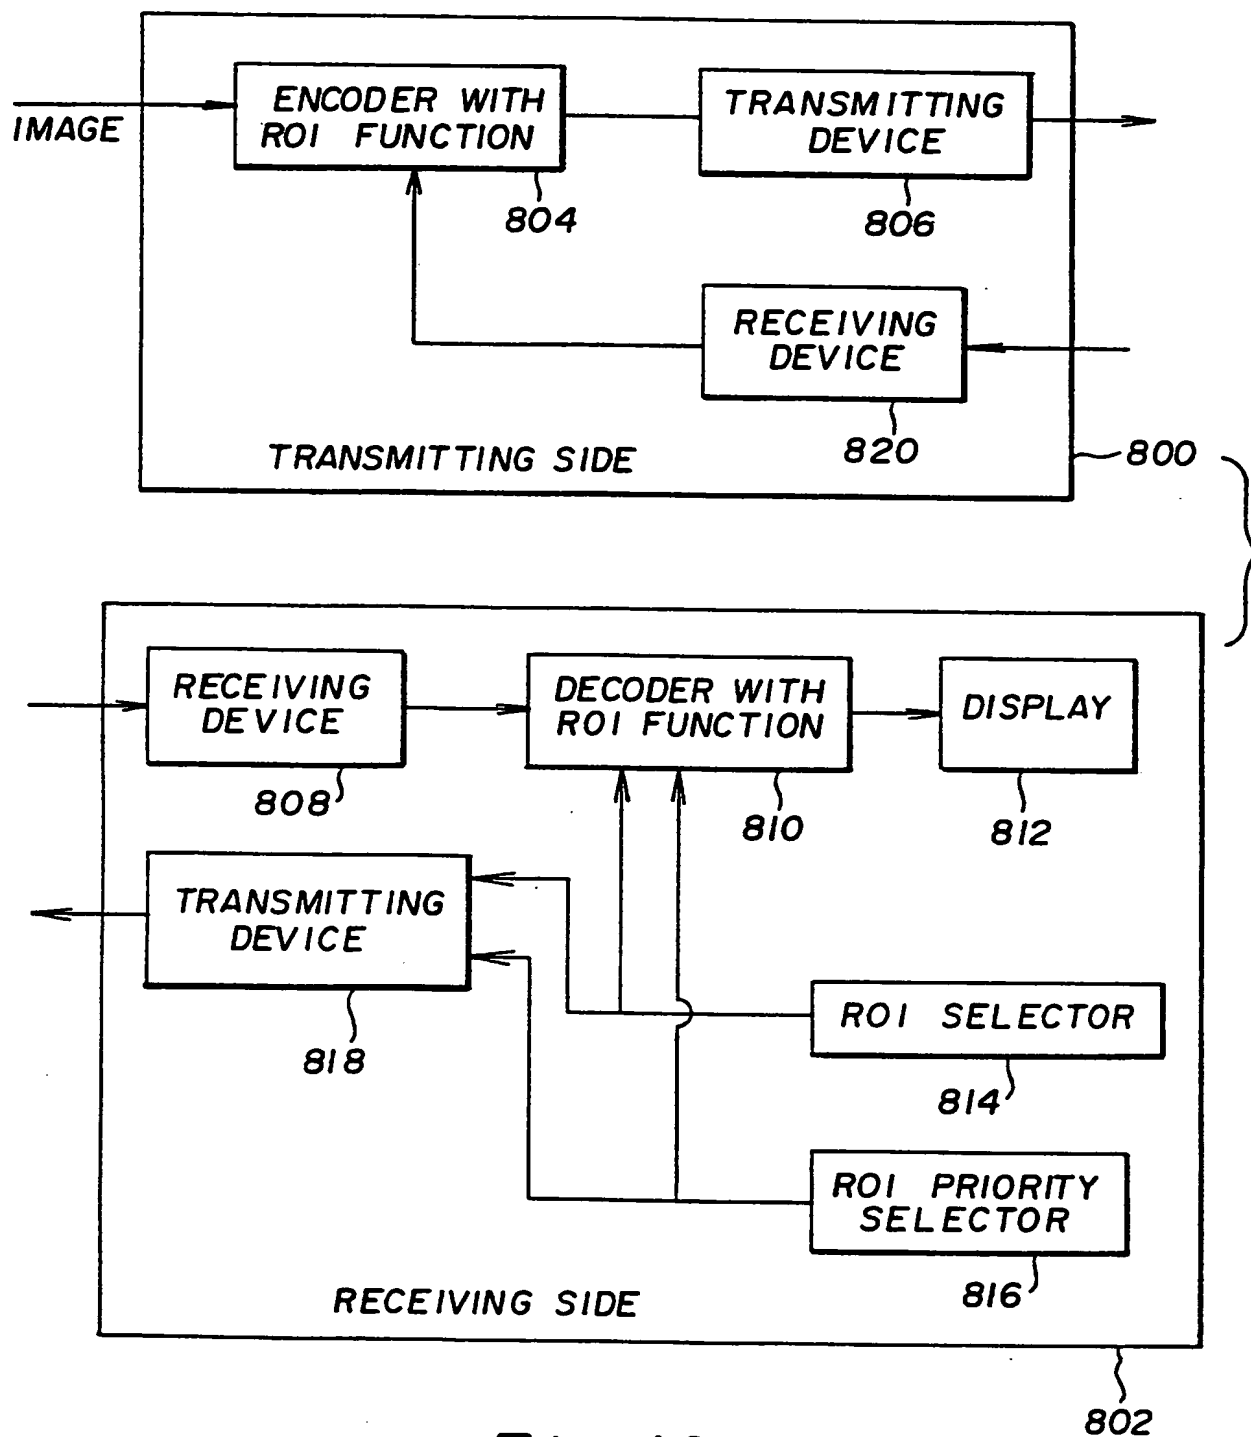 IMAGE
ENCODER WITH
ROI FUNCTION
804
TRANSMITTING
DEVICE
806
RECEIVING
DEVICE
820
TRANSMITTING SIDE
800
RECEIVING
DEVICE
808
DECODER WITH
ROI FUNCTION
810
DISPLAY
812
TRANSMITTING
DEVICE
818
ROI SELECTOR
814
ROI PRIORITY
SELECTOR
816
RECEIVING SIDE
802